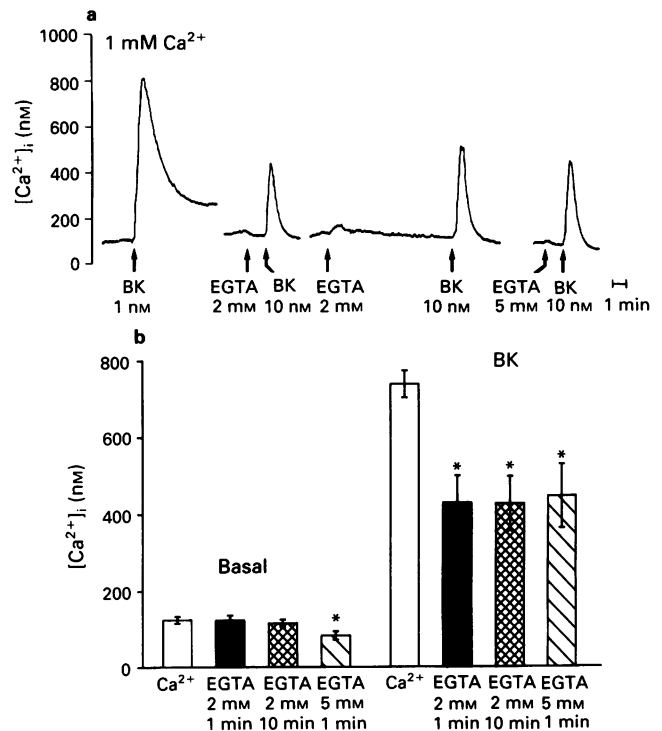 a
1000
1 mM Ca2+
800
600
400
200
0
[Ca2+]i (nM)
BK
1 nM
EGTA
2 mM
BK
10 nM
EGTA
2 mM
BK
10 nM
EGTA
5 mM
BK
10 nM
1 min
b
800
600
400
200
0
[Ca2+]i (nM)
BK
Basal
*
*
*
*
Ca2+
EGTA
2 mM
1 min
EGTA
2 mM
10 min
EGTA
5 mM
1 min
Ca2+
EGTA
2 mM
1 min
EGTA
2 mM
10 min
EGTA
5 mM
1 min